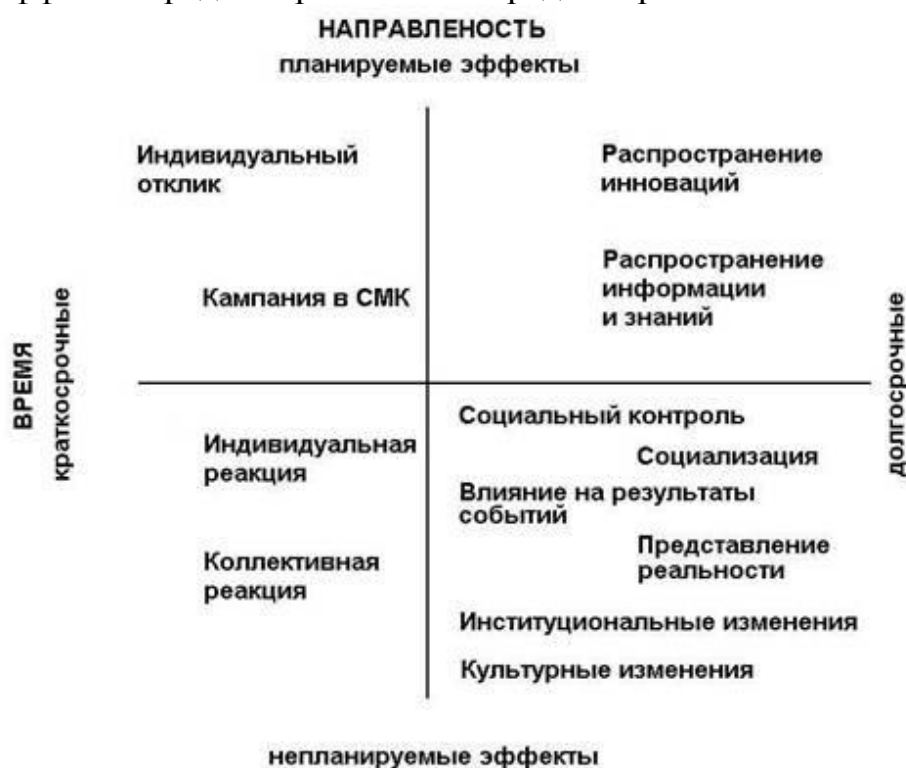 НАПРАВЛЕНОСТЬ
планируемые эффекты
Индивидуальный
отклик
Распространение
инноваций
Кампания в СМК
Распространение
информации
и знаний
ВРЕМЯ
краткосрочные
долгосрочные
Индивидуальная
реакция
Коллективная
реакция
Социальный контроль
Социализация
Влияние на результаты
событий
Представление
реальности
Институциональные изменения
Культурные изменения
непланируемые эффекты